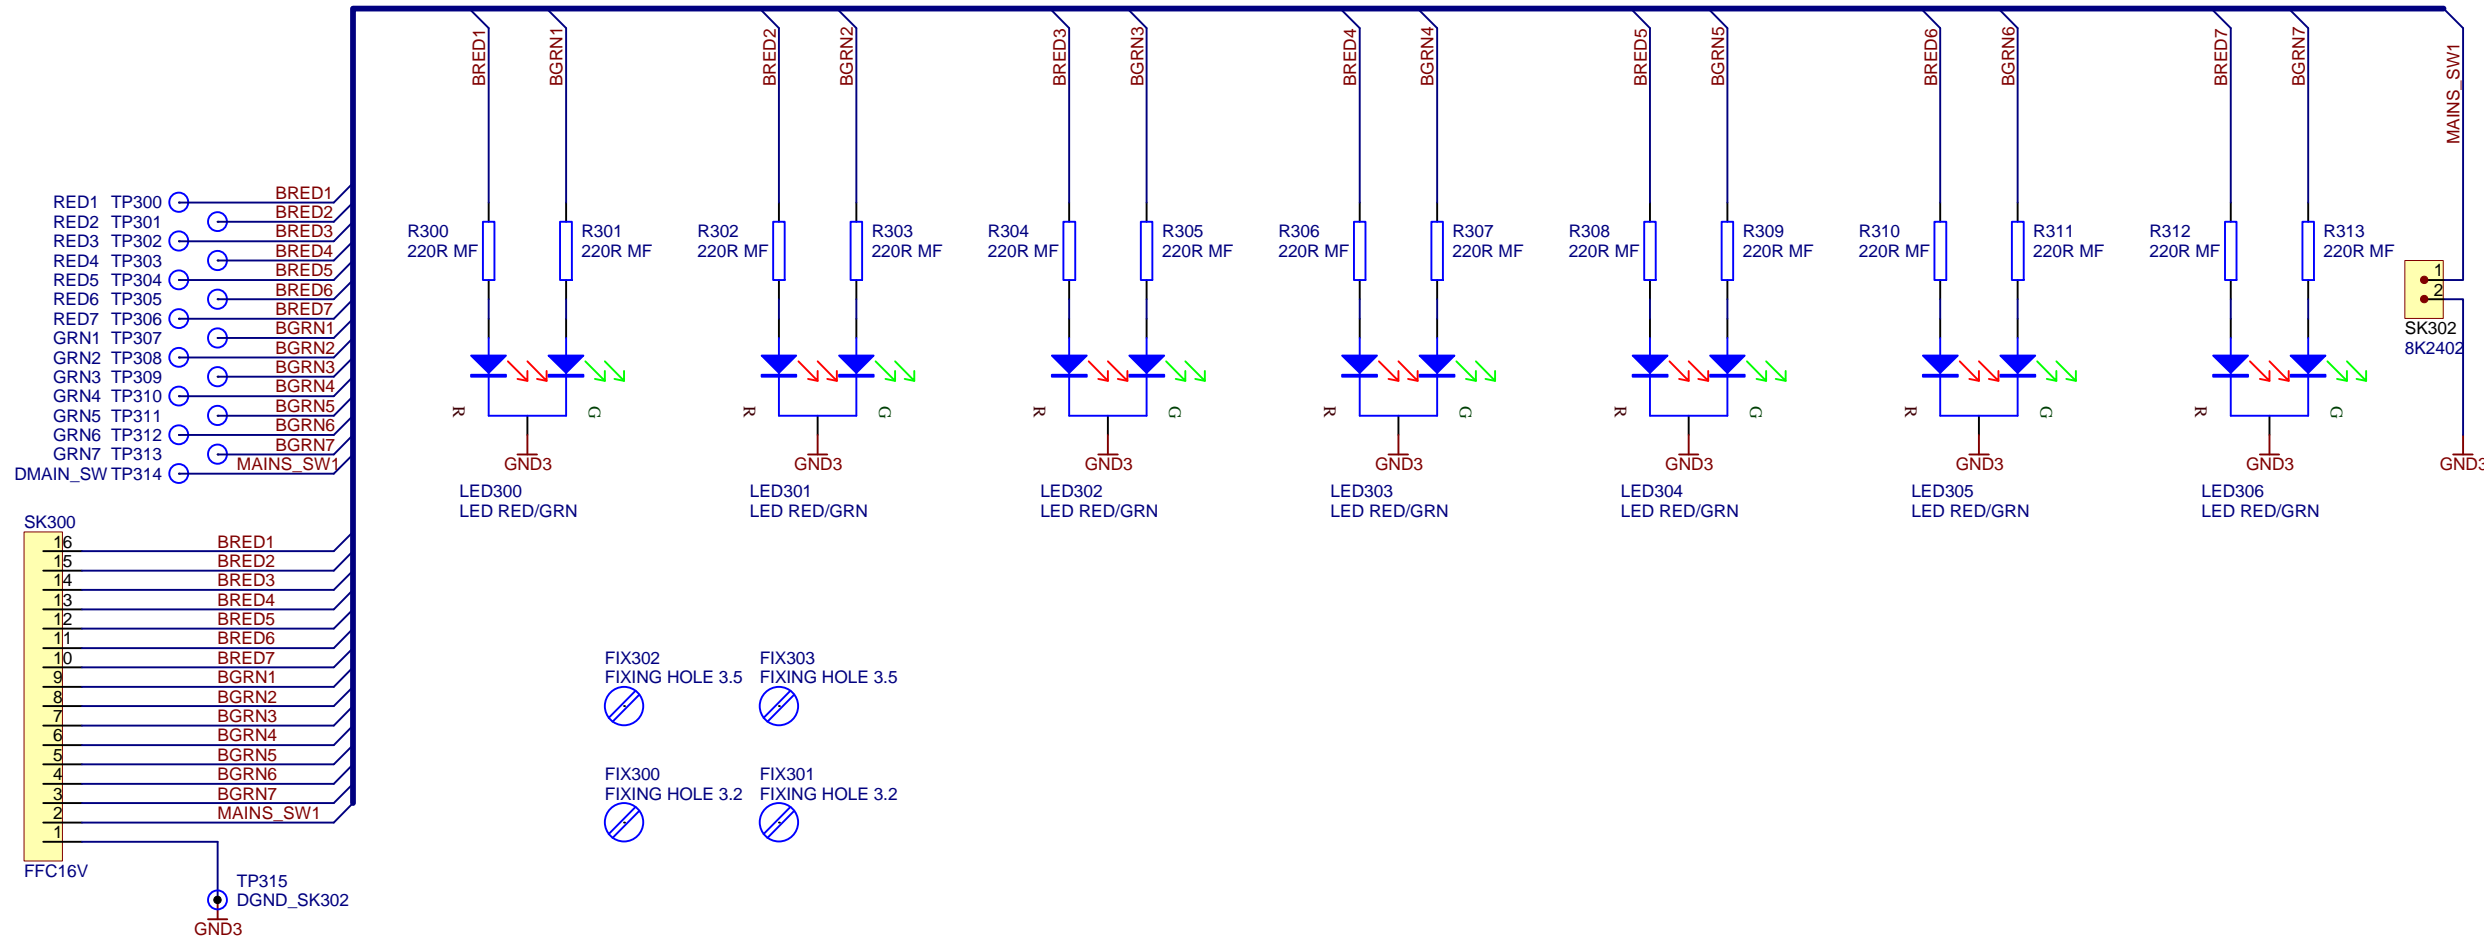 BRED1
BGRN1
BRED2
BGRN2
BRED3
BGRN3
BRED4
BGRN4
BRED5
BGRN5
BRED6
BGRN6
BRED7
BGRN7
MAINS_SW1
RED1 TP300 BRED1
RED2 TP301 BRED2
RED3 TP302 BRED3
RED4 TP303 BRED4
RED5 TP304 BRED5
RED6 TP305 BRED6
RED7 TP306 BRED7
GRN1 TP307 BGRN1
GRN2 TP308 BGRN2
GRN3 TP309 BGRN3
GRN4 TP310 BGRN4
GRN5 TP311 BGRN5
GRN6 TP312 BGRN6
GRN7 TP313 BGRN7
DMAIN_SW TP314 MAINS_SW1
R300
220R MF
R301
220R MF
R302
220R MF
R303
220R MF
R304
220R MF
R305
220R MF
R306
220R MF
R307
220R MF
R308
220R MF
R309
220R MF
R310
220R MF
R311
220R MF
R312
220R MF
R313
220R MF
1
2
SK302
8K2402
R G
R G
R G
R G
R G
R G
R G
GND3
GND3
GND3
GND3
GND3
GND3
GND3
GND3
LED300
LED RED/GRN
LED301
LED RED/GRN
LED302
LED RED/GRN
LED303
LED RED/GRN
LED304
LED RED/GRN
LED305
LED RED/GRN
LED306
LED RED/GRN
SK300
16 BRED1
15 BRED2
14 BRED3
13 BRED4
12 BRED5
11 BRED6
10 BRED7
9 BGRN1
8 BGRN2
7 BGRN3
6 BGRN4
5 BGRN5
4 BGRN6
3 BGRN7
2 MAINS_SW1
1
FFC16V
TP315
DGND_SK302
GND3
FIX302
FIXING HOLE 3.5
FIX303
FIXING HOLE 3.5
FIX300
FIXING HOLE 3.2
FIX301
FIXING HOLE 3.2